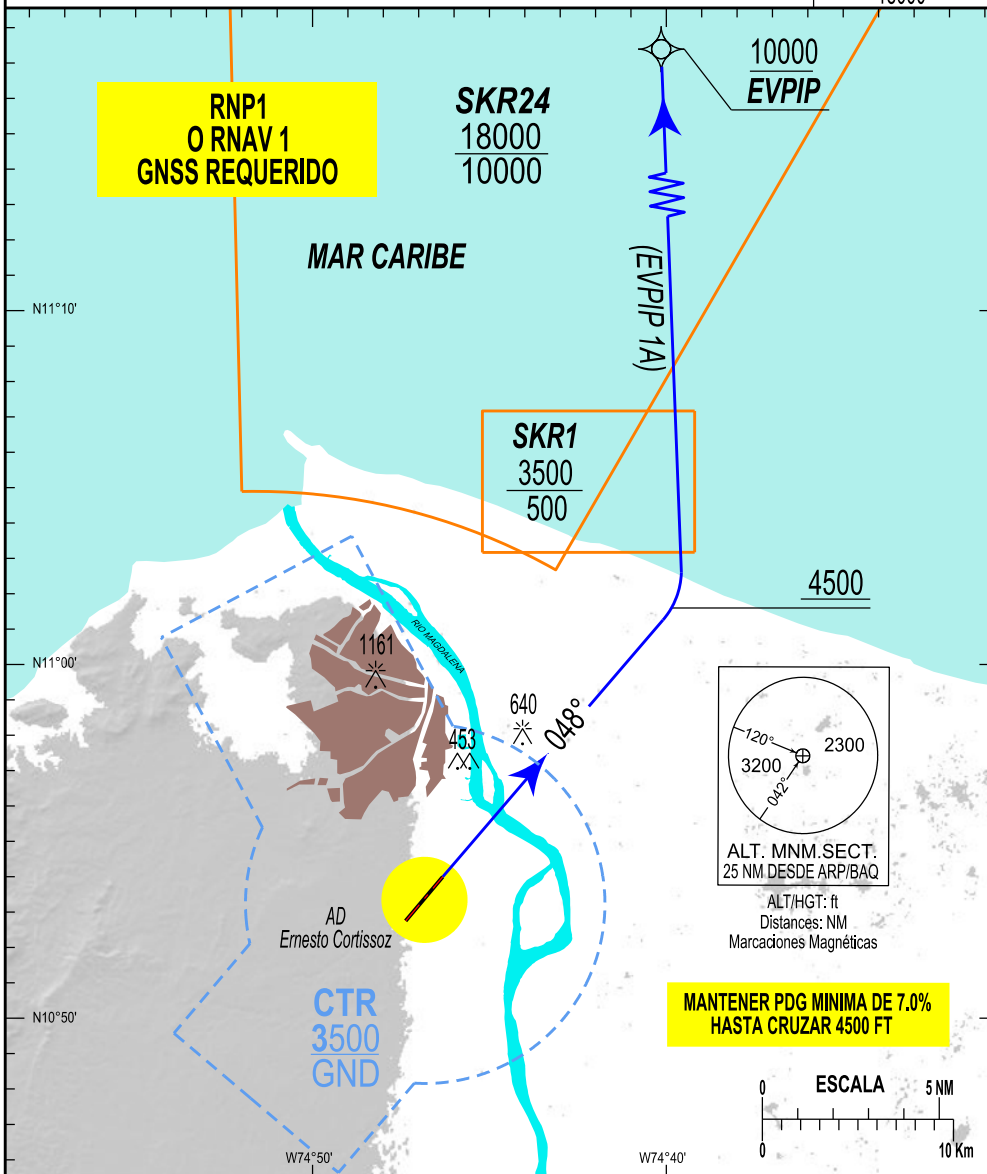 RNP1
O RNAV 1
GNSS REQUERIDO
SKR24
18000
10000
10000
EVPIP
MAR CARIBE
(EVPIP 1A)
N11°10'
SKR1
3500
500
4500
RIO MAGDALENA
1161
N11°00'
640
453
048°
120°
2300
3200
042°
ALT. MNM.SECT.
25 NM DESDE ARP/BAQ
ALT/HGT: ft
Distances: NM
Marcaciones Magnéticas
AD
Ernesto Cortissoz
CTR
3500
GND
N10°50'
MANTENER PDG MINIMA DE 7.0%
HASTA CRUZAR 4500 FT
0 ESCALA 5 NM
0 10 Km
W74°50' W74°40'